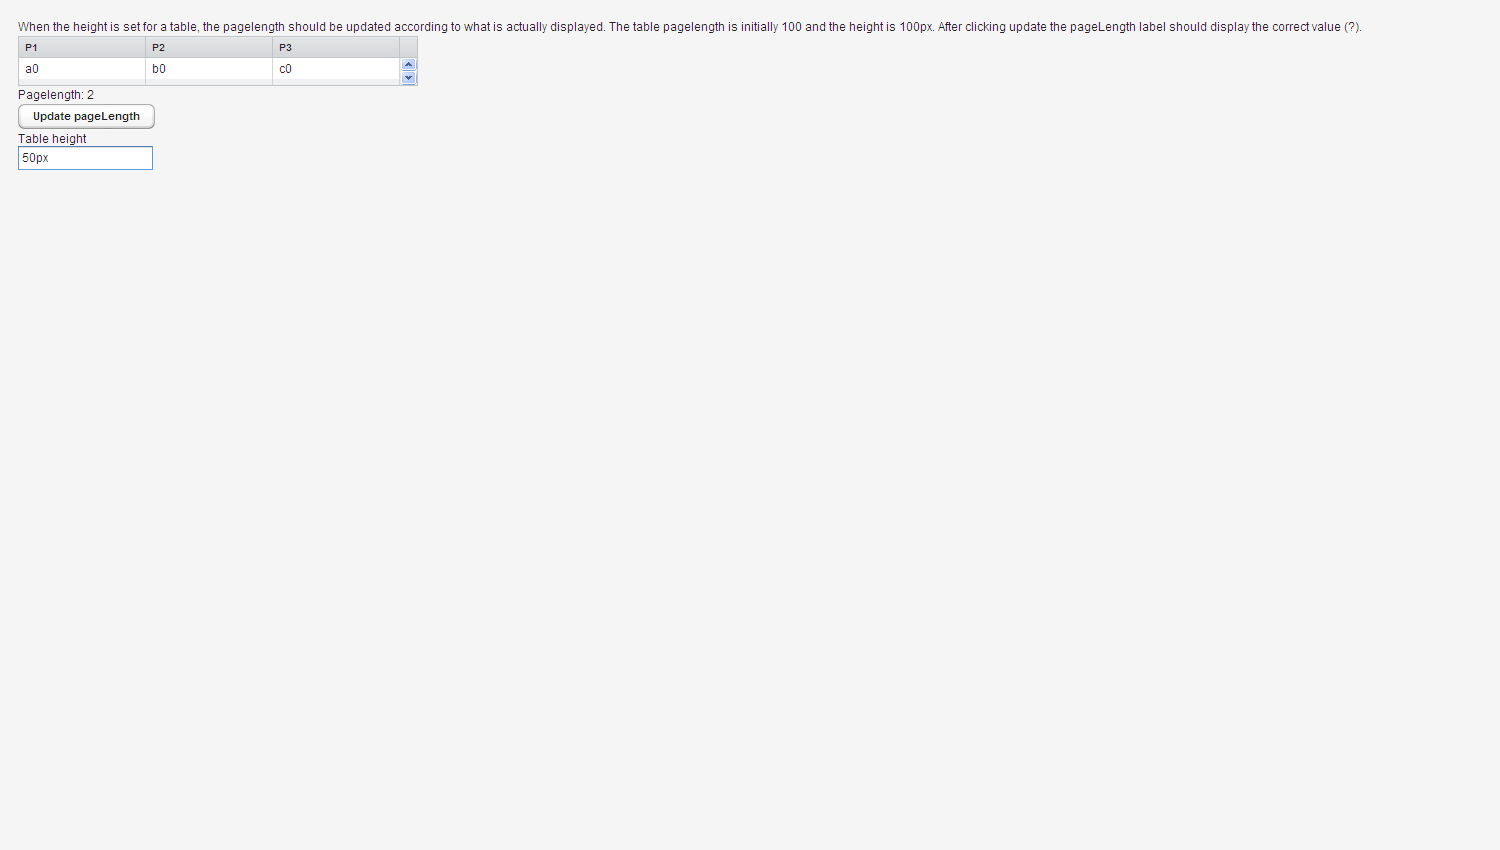 When the height is set for a table, the pagelength should be updated according to what is actually displayed. The table pagelength is initially 100 and the height is 100px. After clicking update the pageLength label should display the correct value (?).
P1 P2 P3
a0 b0 c0
Pagelength: 2
Update pageLength
Table height
50px